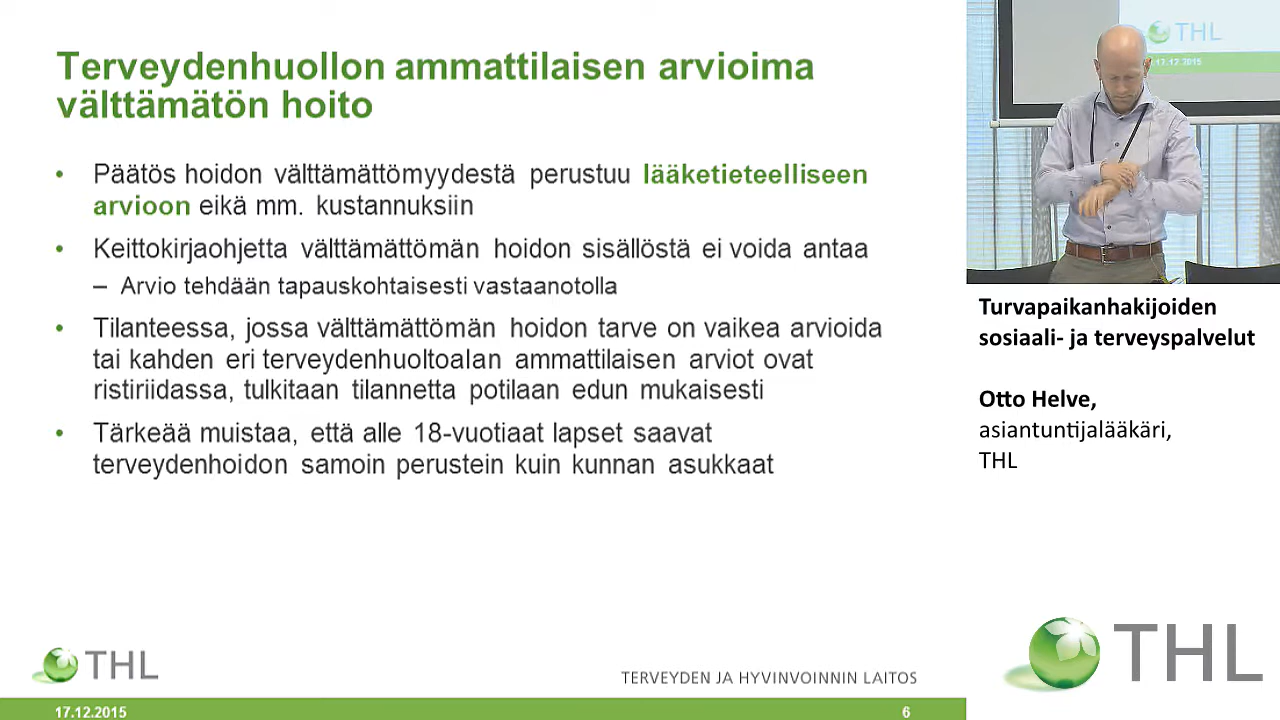 Terveydenhuollon ammattilaisen arvioima
välttämätön hoito
• Päätös hoidon välttämättömyydestä perustuu lääketieteelliseen
arvioon eikä mm. kustannuksiin
• Keittokirjaohjetta välttämättömän hoidon sisällöstä ei voida antaa
– Arvio tehdään tapauskohtaisesti vastaanotolla
• Tilanteessa, jossa välttämättömän hoidon tarve on vaikea arvioida
tai kahden eri terveydenhuoltoalan ammattilaisen arviot ovat
ristiriidassa, tulkitaan tilannetta potilaan edun mukaisesti
• Tärkeää muistaa, että alle 18-vuotiaat lapset saavat
terveydenhoidon samoin perustein kuin kunnan asukkaat
THL
TERVEYDEN JA HYVINVOINNIN LAITOS
17.12.2015
6
THL
17.12.2015
Turvapaikanhakijoiden
sosiaali- ja terveyspalvelut
Otto Helve,
asiantuntijalääkäri,
THL
THL